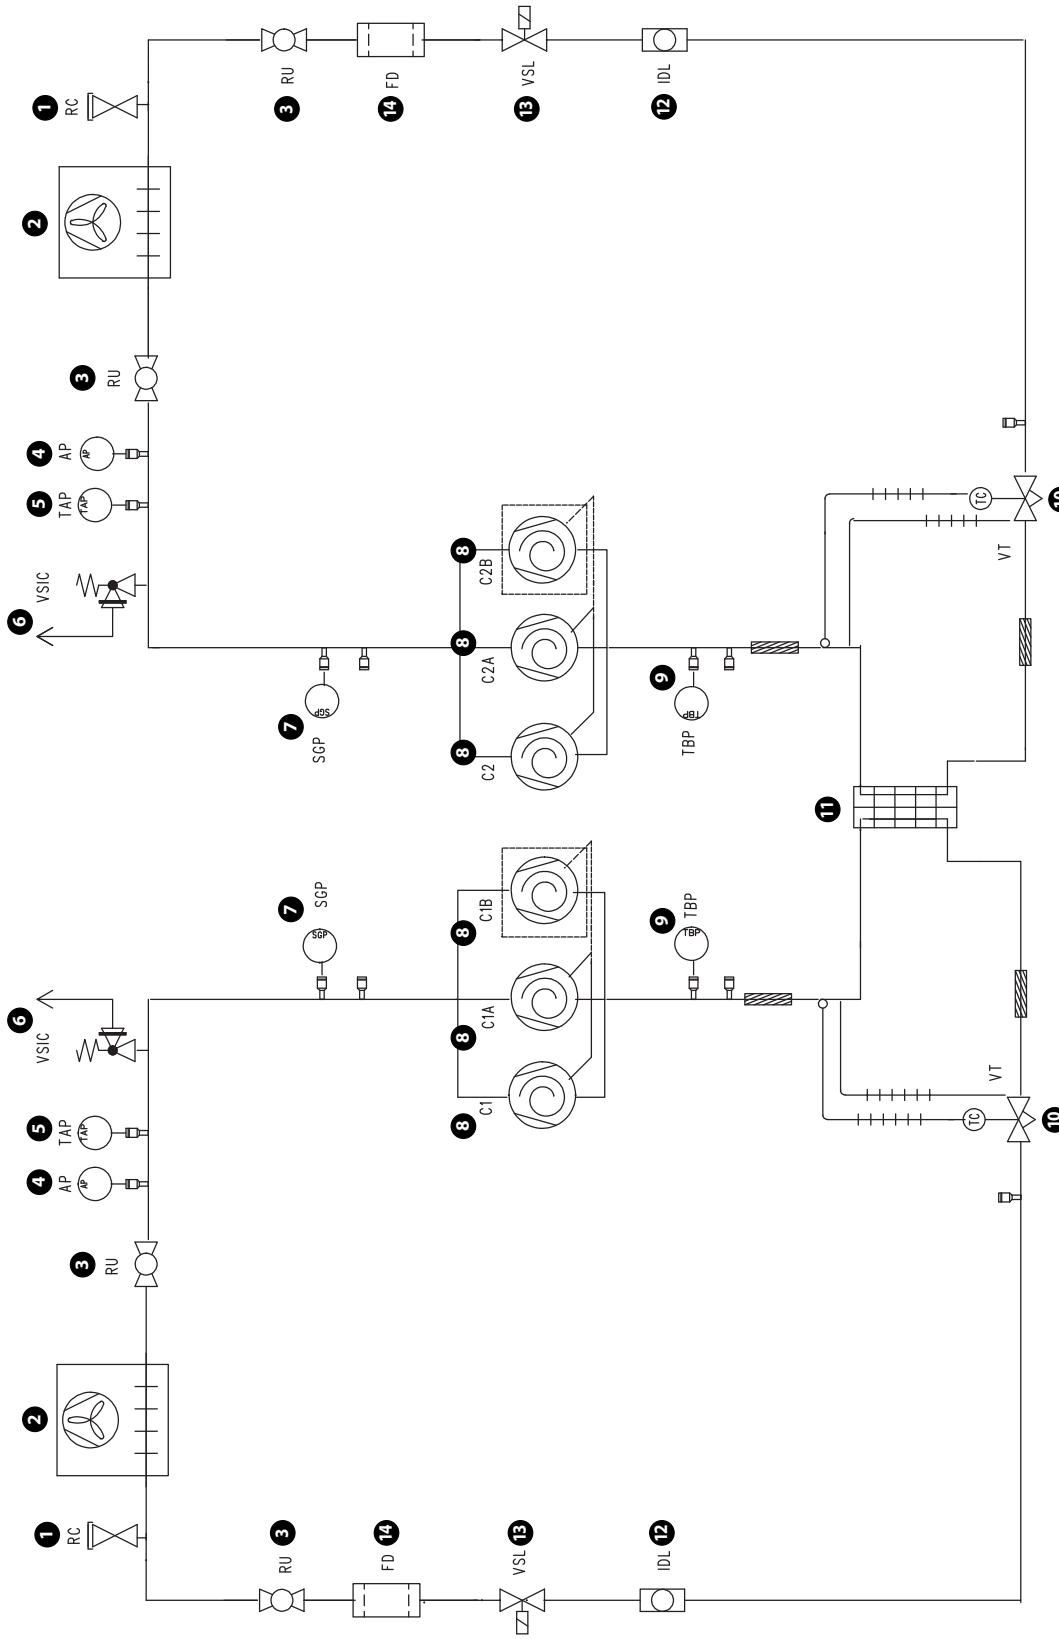 1
RC
2
3
RU
4
AP
AP
5
TAP
TAP
6
VSIC
6
VSIC
5
TAP
TAP
4
AP
AP
3
RU
2
1
RC
RU 3
7
SGP
SGP
7
SGP
SGP
3 RU
FD 14
14 FD
8
C1
8
C1A
8
C1B
8
C2
8
C2A
8
C2B
VSL 13
13 VSL
IDL 12
9
TBP
TBP
9
TBP
TBP
12 IDL
11
TC
VT
10
VT
TC
10